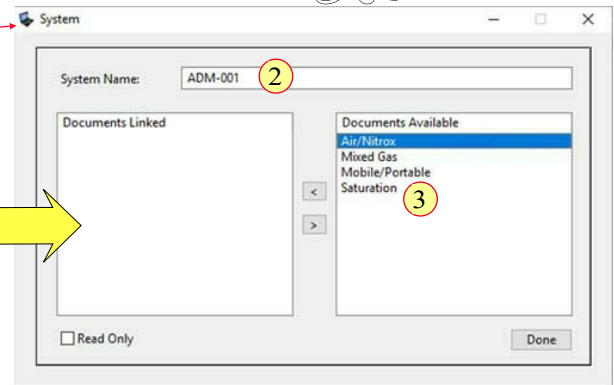 System
System Name: ADM-001 2
Documents Linked
Documents Available
Air/Nitrox
Mixed Gas
Mobile/Portable
Saturation 3
<
>
Read Only
Done